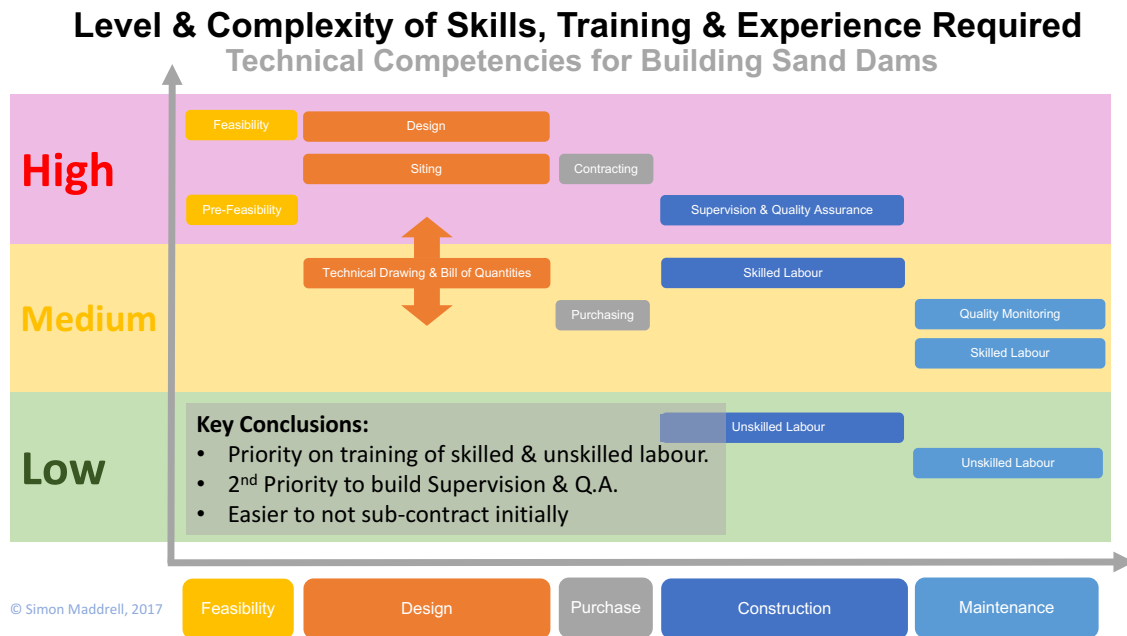 Level & Complexity of Skills, Training & Experience Required
Technical Competencies for Building Sand Dams
High
Feasibility
Design
Siting
Contracting
Pre-Feasibility
Supervision & Quality Assurance
Medium
Technical Drawing & Bill of Quantities
Skilled Labour
Purchasing
Quality Monitoring
Skilled Labour
Low
Key Conclusions:
• Priority on training of skilled & unskilled labour.
• 2nd Priority to build Supervision & Q.A.
• Easier to not sub-contract initially
Unskilled Labour
Unskilled Labour
© Simon Maddrell, 2017
Feasibility
Design
Purchase
Construction
Maintenance